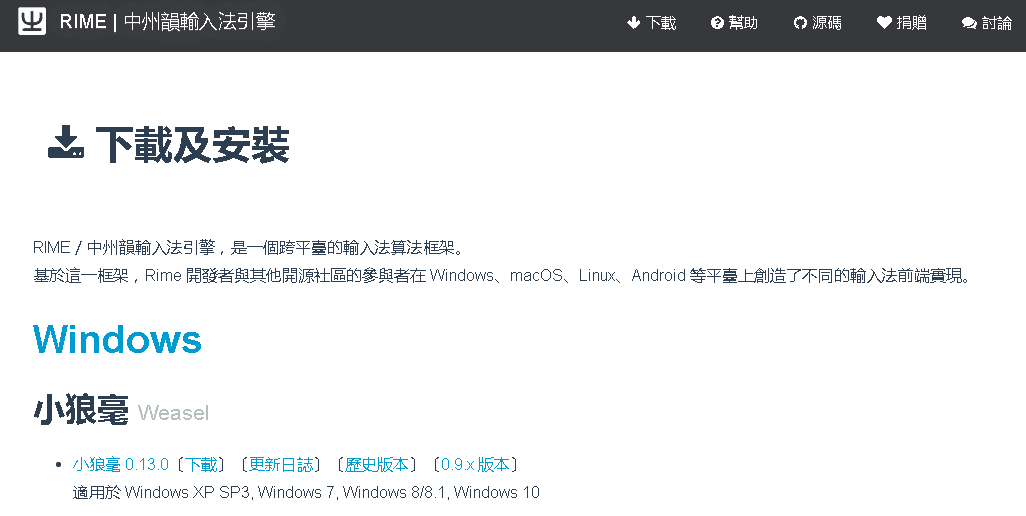 RIME | 中州韻輸入法引擎
下載 幫助 源碼 捐贈 討論
下載及安裝
RIME / 中州韻輸入法引擎，是一個跨平臺的輸入法算法框架。
基於這一框架，Rime 開發者與其他開源社區的參與者在 Windows、macOS、Linux、Android 等平臺上創造了不同的輸入法前端實現。
Windows
小狼毫 Weasel
小狼毫 0.13.0〔下載〕〔更新日誌〕〔歷史版本〕〔0.9.x 版本〕
適用於 Windows XP SP3, Windows 7, Windows 8/8.1, Windows 10